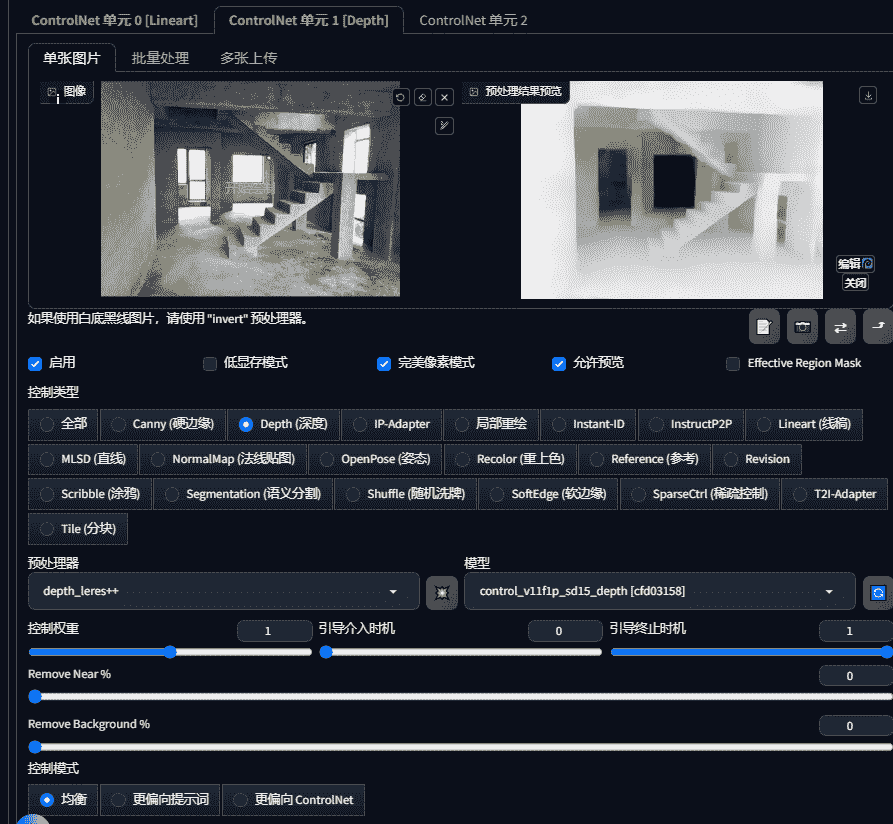 ControlNet 单元 0 [Lineart] ControlNet 单元 1 [Depth] ControlNet 单元 2
单张图片 批量处理 多张上传
图像 预处理结果预览
编辑
关闭
如果使用白底黑线图片，请使用 "invert" 预处理器。
启用 低显存模式 完美像素模式 允许预览 Effective Region Mask
控制类型
全部 Canny (硬边缘) Depth (深度) IP-Adapter 局部重绘 Instant-ID InstructP2P Lineart (线稿)
MLSD (直线) NormalMap (法线贴图) OpenPose (姿态) Recolor (重上色) Reference (参考) Revision
Scribble (涂鸦) Segmentation (语义分割) Shuffle (随机洗牌) SoftEdge (软边缘) SparseCtrl (稀疏控制) T2I-Adapter
Tile (分块)
预处理器 模型
depth_leres++ control_v11f1p_sd15_depth [cfd03158]
控制权重 1 引导介入时机 0 引导终止时机 1
Remove Near % 0
Remove Background % 0
控制模式
均衡 更偏向提示词 更偏向 ControlNet